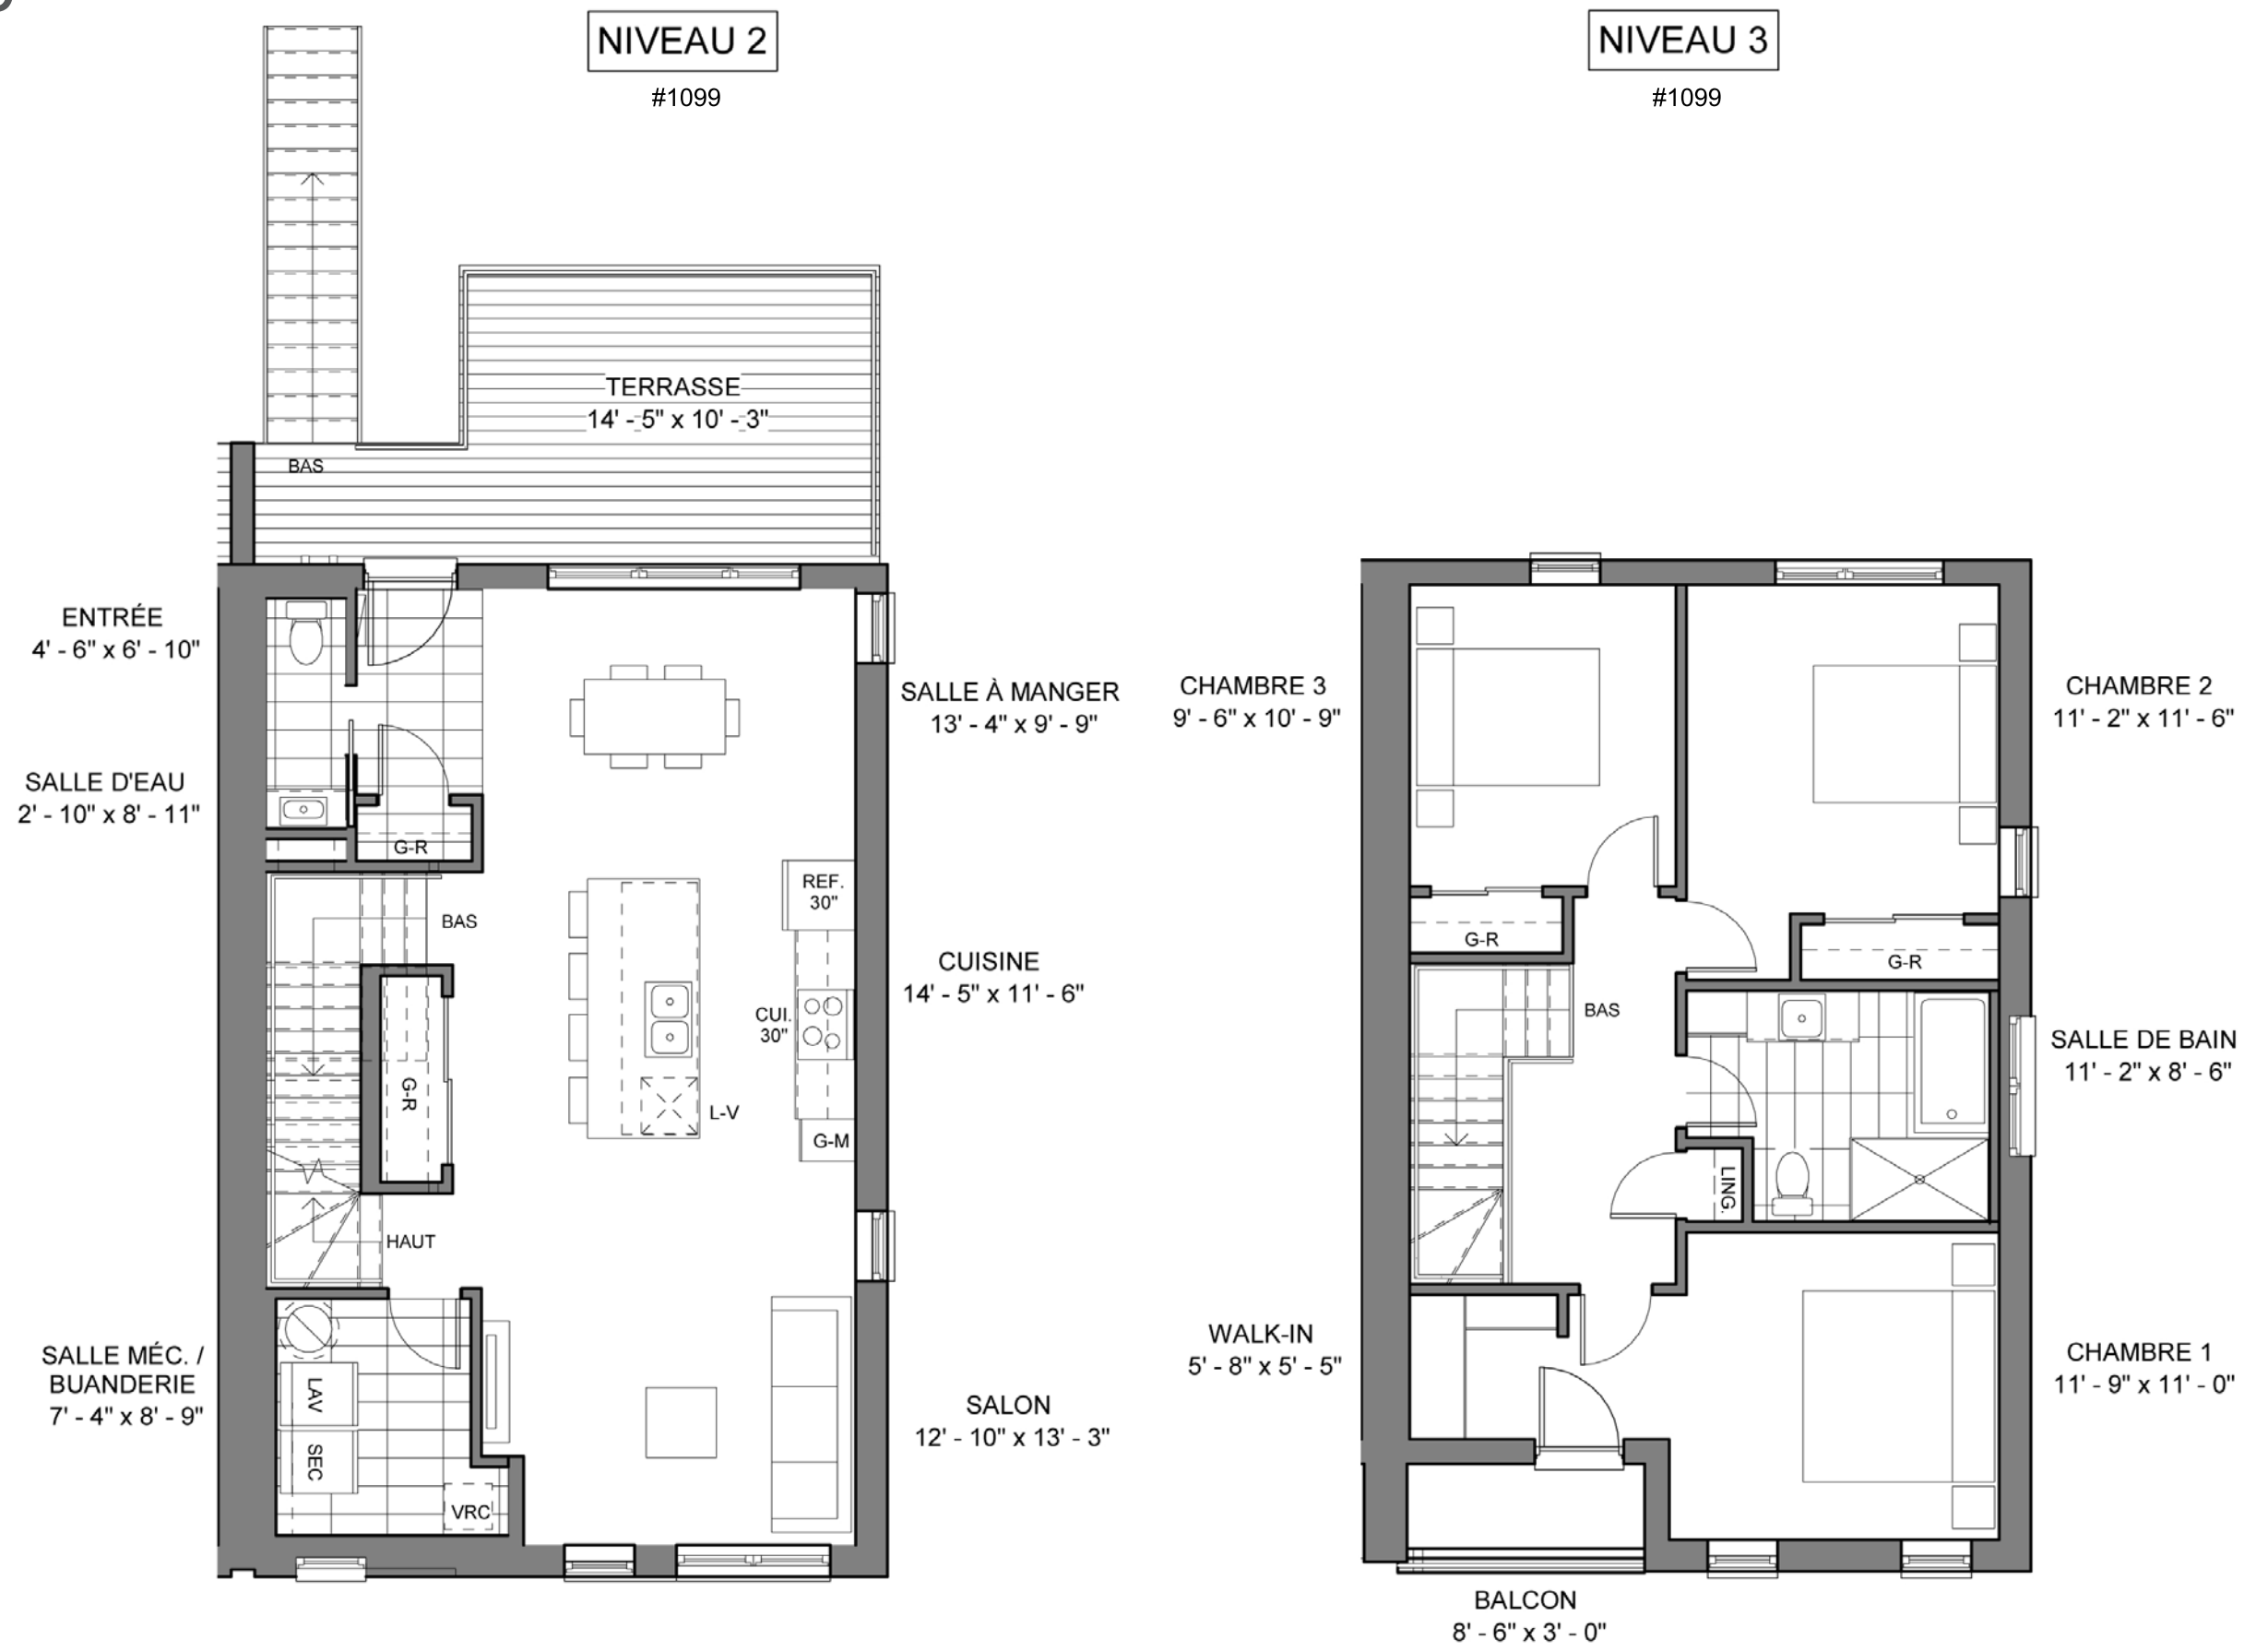 NIVEAU 2
#1099
TERRASSE
14' - 5" x 10' - 3"
BAS
ENTRÉE
4' - 6" x 6' - 10"
SALLE À MANGER
13' - 4" x 9' - 9"
SALLE D'EAU
2' - 10" x 8' - 11"
G-R
REF.
30"
BAS
CUISINE
14' - 5" x 11' - 6"
CUI.
30"
G-R
L-V
G-M
HAUT
SALLE MÉC. /
BUANDERIE
7' - 4" x 8' - 9"
LAV
SEC
VRC
SALON
12' - 10" x 13' - 3"
NIVEAU 3
#1099
CHAMBRE 3
9' - 6" x 10' - 9"
CHAMBRE 2
11' - 2" x 11' - 6"
G-R
G-R
BAS
SALLE DE BAIN
11' - 2" x 8' - 6"
LING.
WALK-IN
5' - 8" x 5' - 5"
CHAMBRE 1
11' - 9" x 11' - 0"
BALCON
8' - 6" x 3' - 0"